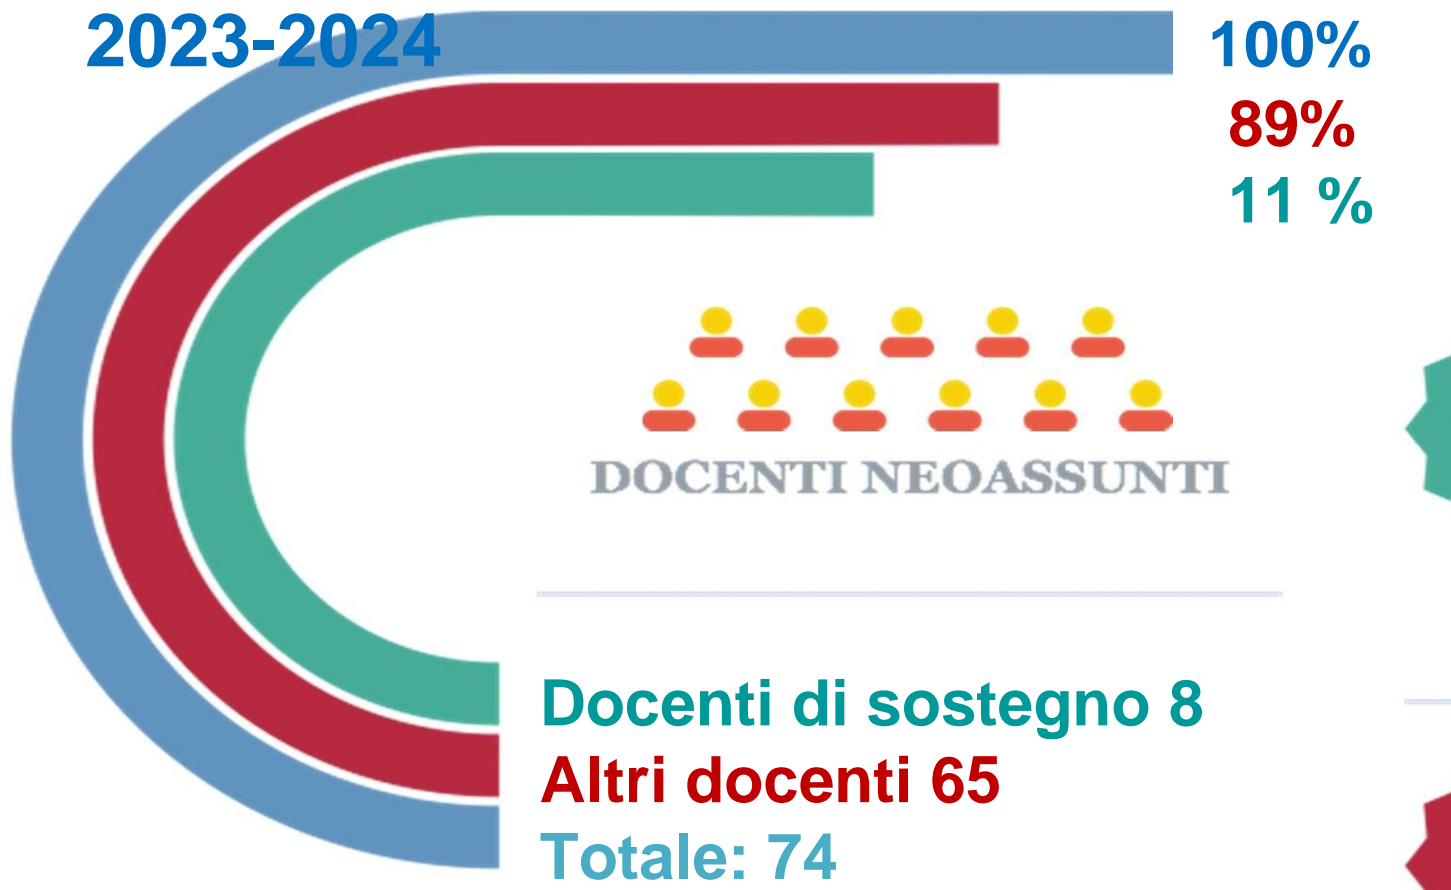 2023-2024
100%
89%
11 %
DOCENTI NEOASSUNTI
Docenti di sostegno 8
Altri docenti 65
Totale: 74